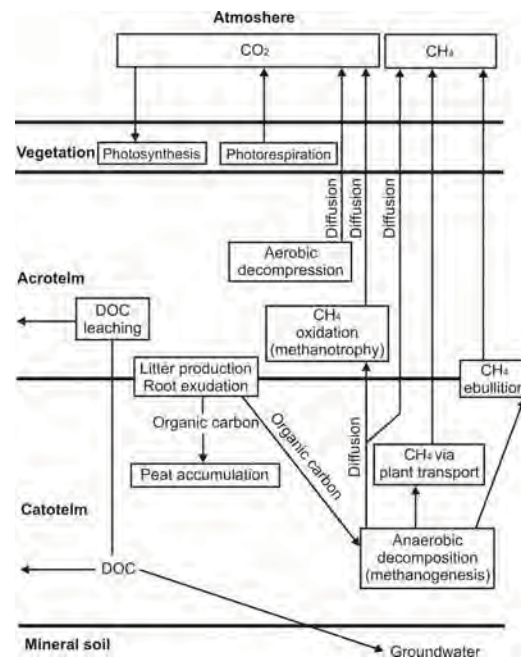 Atmoshere
CO₂
CH₄
Vegetation
Photosynthesis
Photorespiration
Diffusion
Diffusion
Diffusion
Aerobic
decompression
Acrotelm
DOC
leaching
CH₄
oxidation
(methanotrophy)
Litter production
Root exudation
CH₄
ebullition
Organic carbon
Organic carbon
Diffusion
CH₄ via
plant transport
Peat accumulation
Catotelm
Anaerobic
decomposition
(methanogenesis)
DOC
Mineral soil
Groundwater